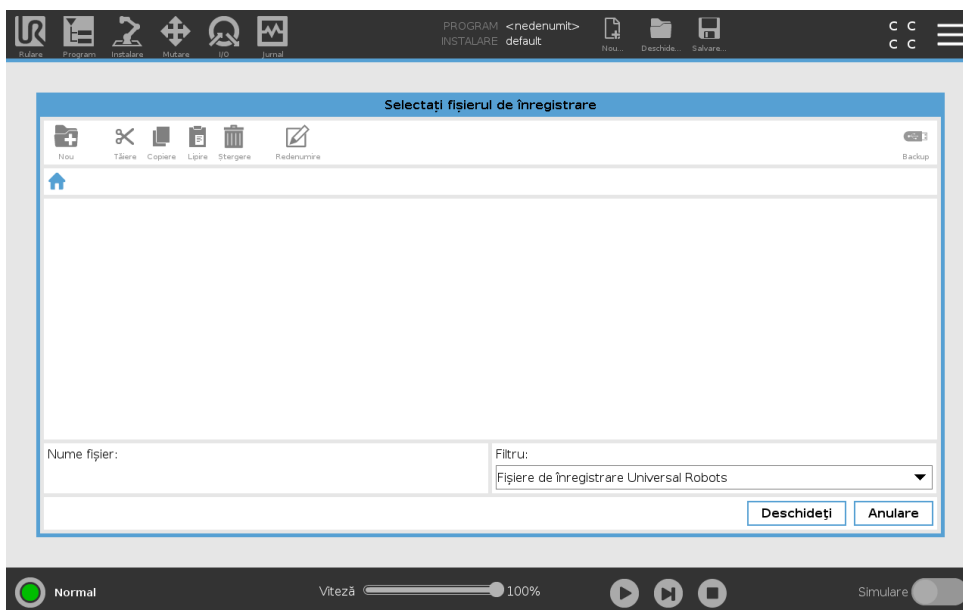 PROGRAM <nedenumit>
INSTALARE default
Rulare Program Instalare Mutare I/O Jurnal Nou... Deschide... Salvare...
C C
C C
Selectați fișierul de înregistrare
Nou Tăiere Copiere Lipire Ștergere Redenumire Backup
Nume fișier: Filtru:
Fișiere de înregistrare Universal Robots
Deschideți Anulare
Normal Viteză 100% Simulare